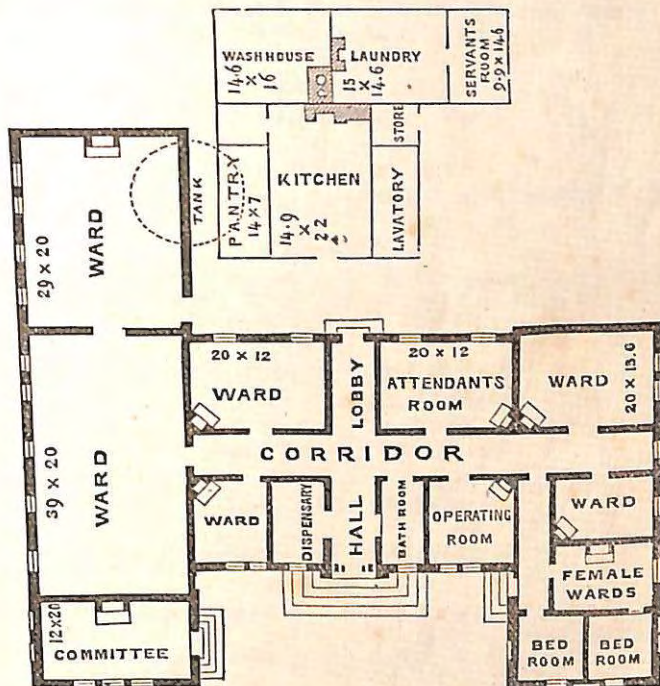 WASHHOUSE
14.6
×
16
LAUNDRY
15
×
14.6
SERVANTS
ROOM
9.9 × 14.6
STORE
PANTRY
14 × 7
KITCHEN
14.9
×
22
LAVATORY
TANK
WARD
29 × 20
20 × 12
WARD
LOBBY
20 × 12
ATTENDANTS
ROOM
WARD
20 × 13.6
CORRIDOR
39 × 20
WARD
WARD
DISPENSARY
HALL
BATH ROOM
OPERATING
ROOM
WARD
FEMALE
WARDS
12 × 20
COMMITTEE
BED
ROOM
BED
ROOM